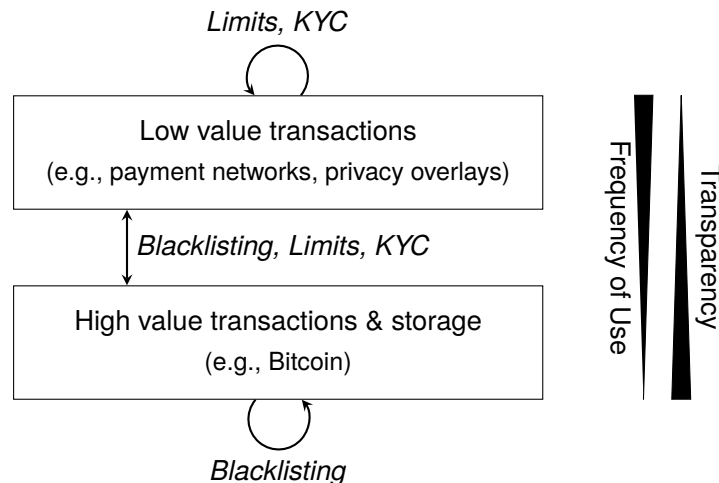 Limits, KYC
Low value transactions
(e.g., payment networks, privacy overlays)
Blacklisting, Limits, KYC
High value transactions & storage
(e.g., Bitcoin)
Blacklisting
Frequency of Use
Transparency